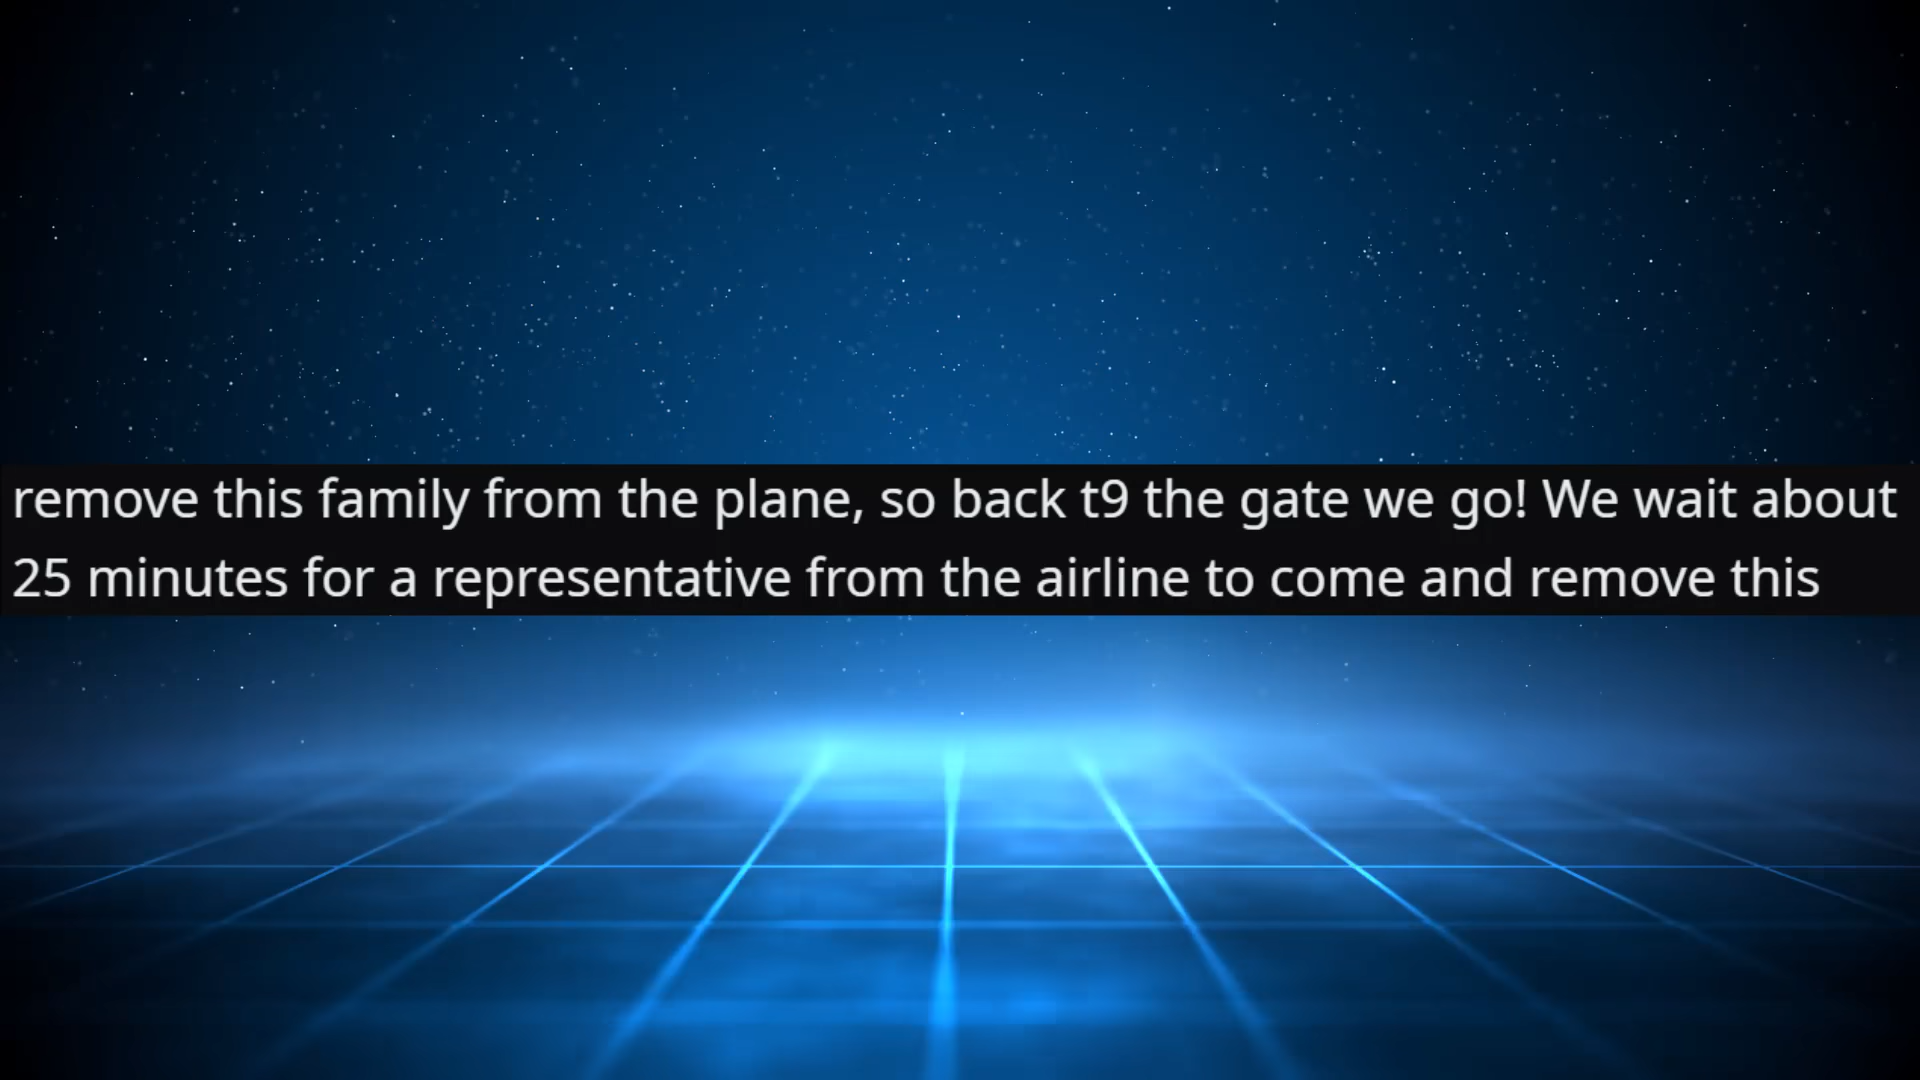 remove this family from the plane, so back t9 the gate we go! We wait about
25 minutes for a representative from the airline to come and remove this